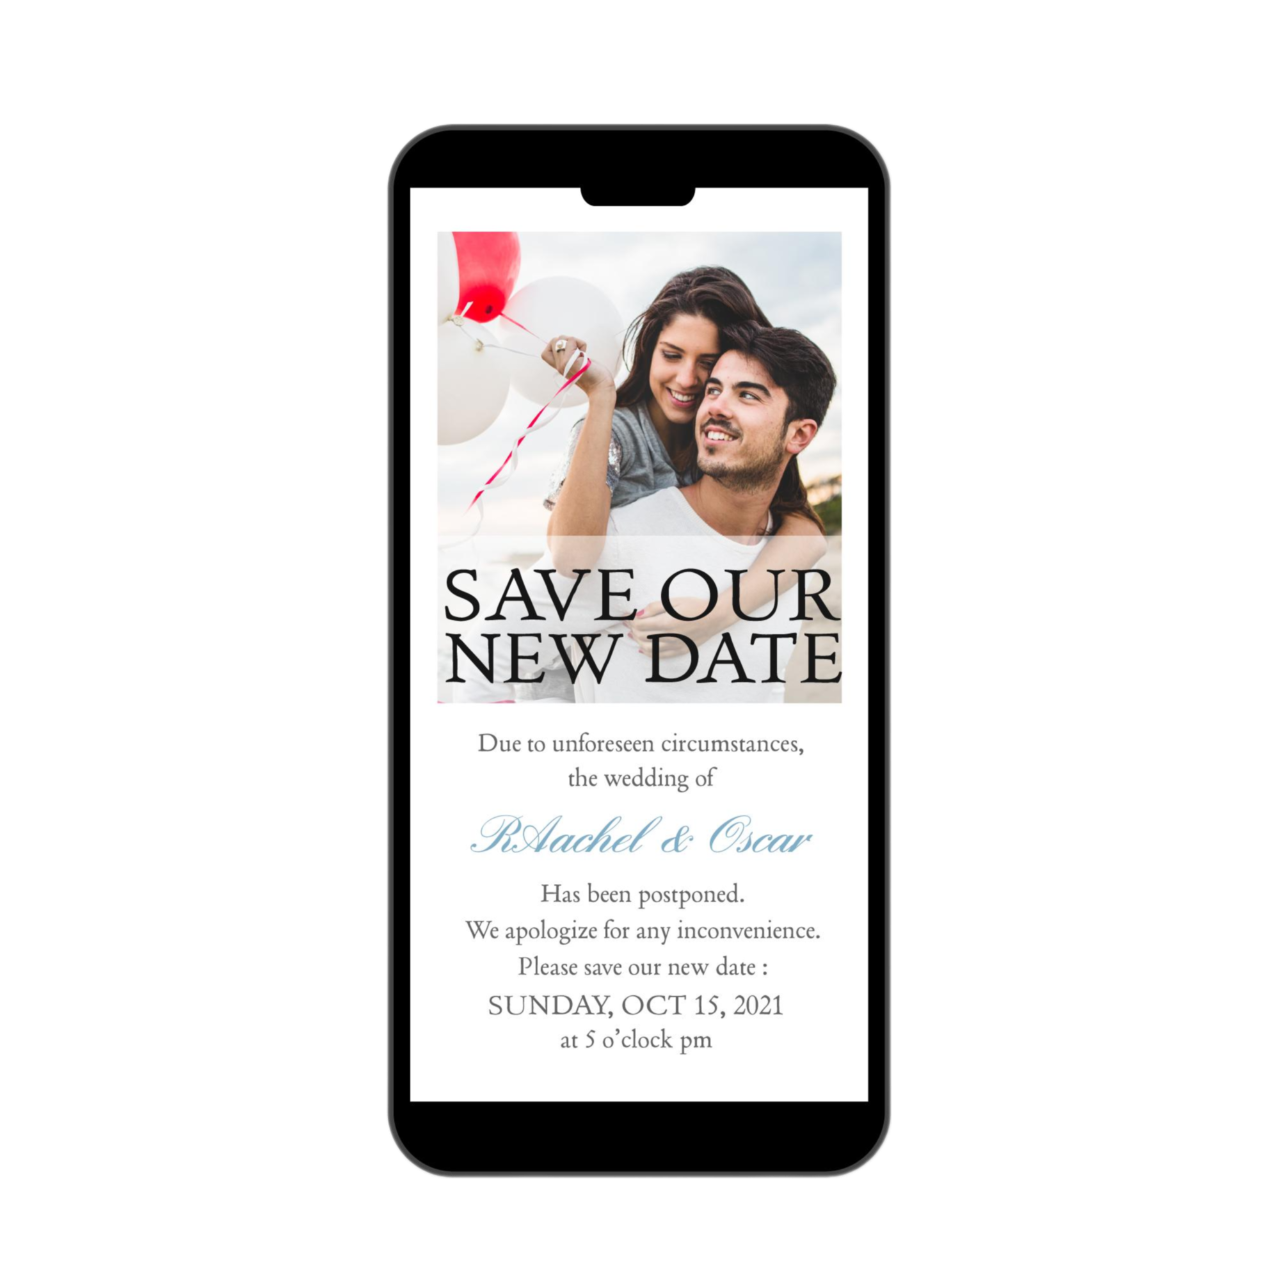 SAVE OUR
NEW DATE
Due to unforeseen circumstances,
the wedding of
RAachel & Oscar
Has been postponed.
We apologize for any inconvenience.
Please save our new date :
SUNDAY, OCT 15, 2021
at 5 o’clock pm